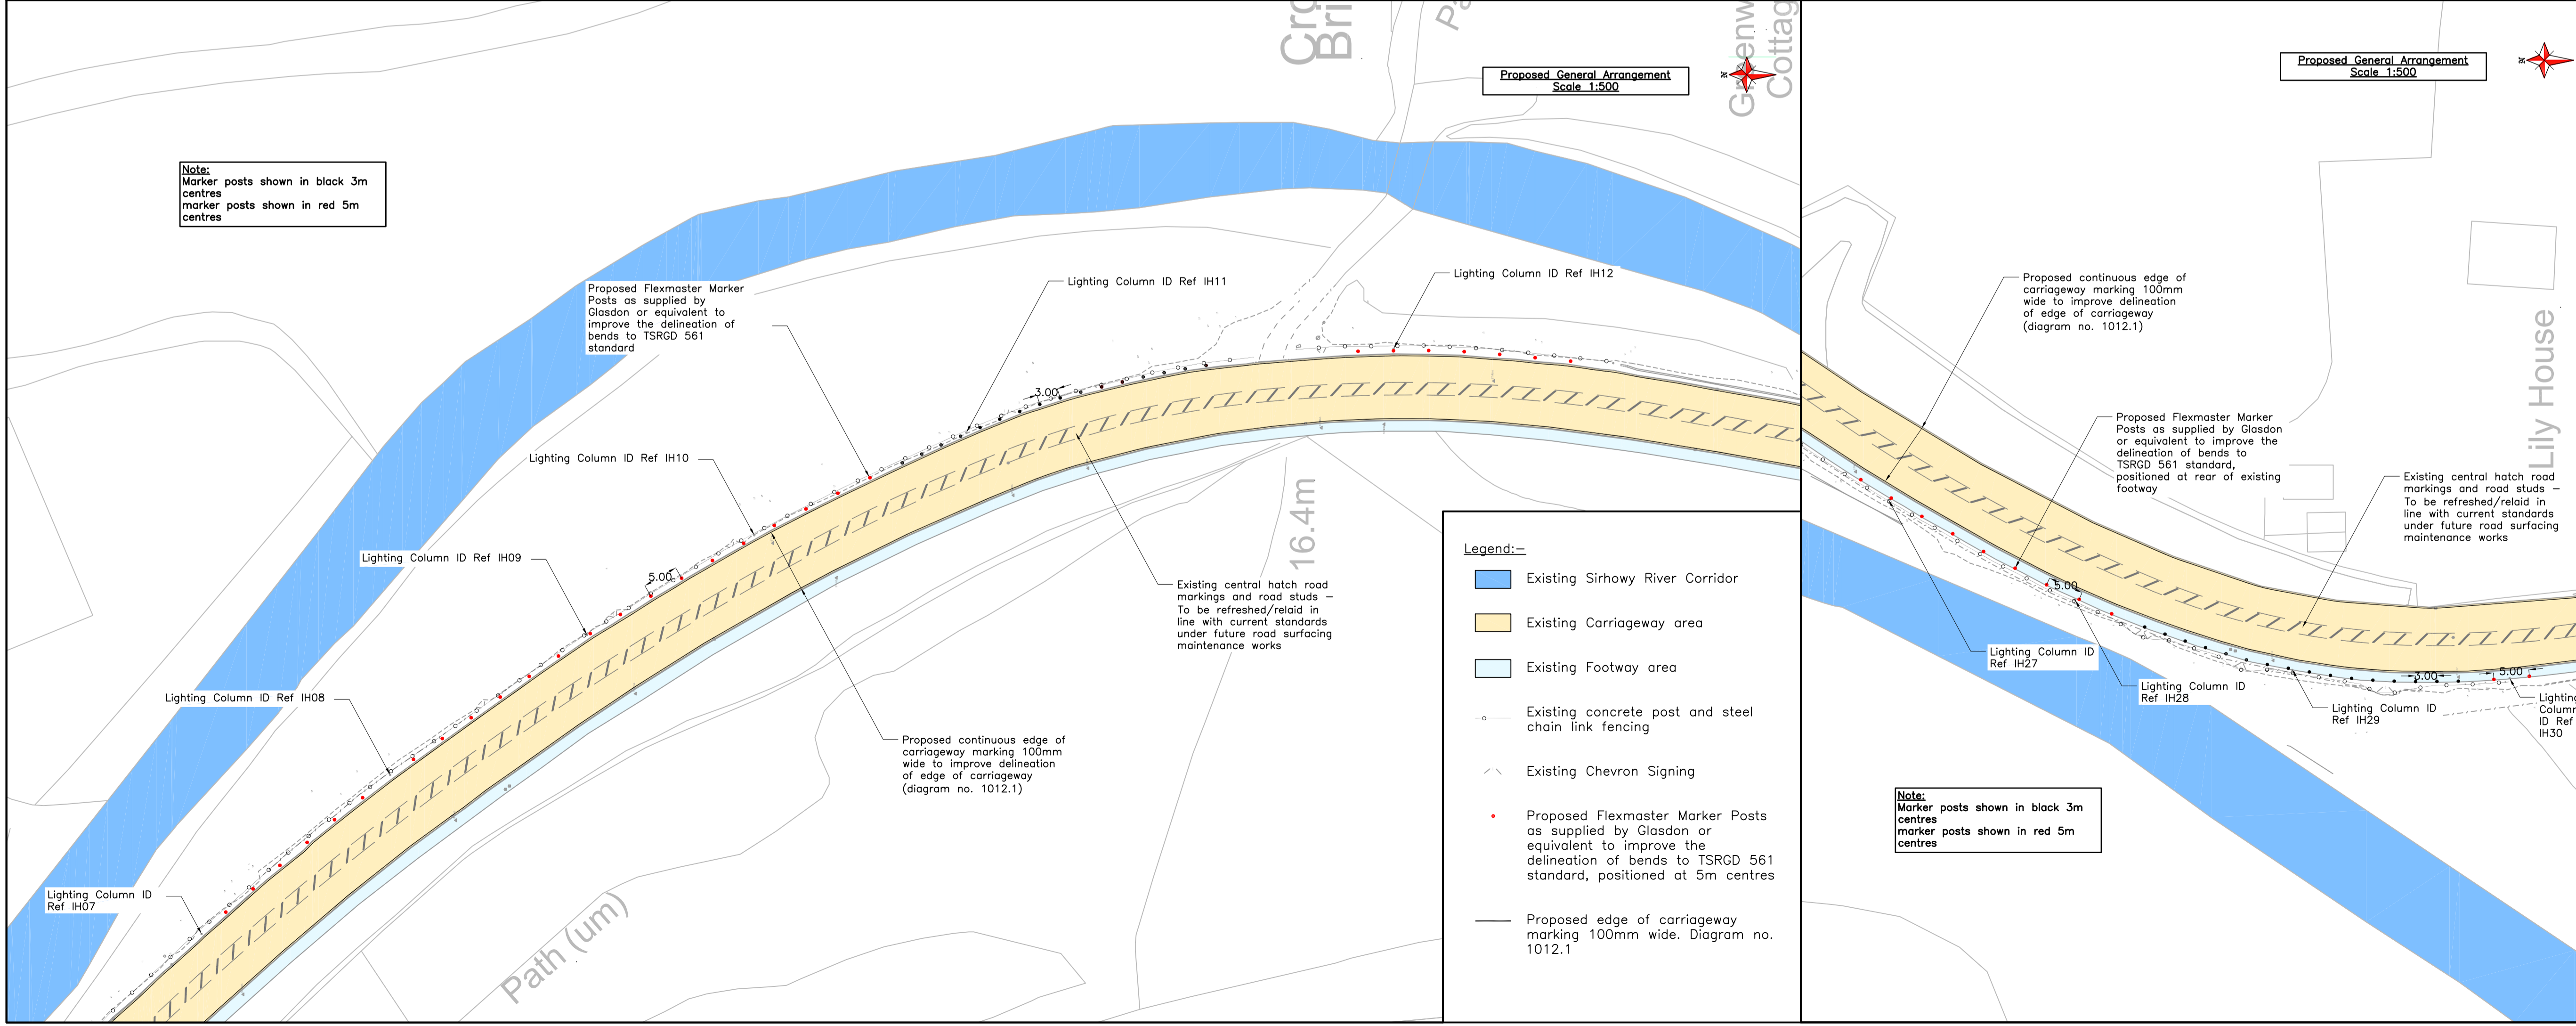 Proposed General Arrangement
Scale 1:500
Note:
Marker posts shown in black 3m
centres
marker posts shown in red 5m
centres
Proposed Flexmaster Marker
Posts as supplied by
Glasdon or equivalent to
improve the delineation of
bends to TSRGD 561
standard
Lighting Column ID Ref IH11
Lighting Column ID Ref IH12
3.00
Lighting Column ID Ref IH10
Lighting Column ID Ref IH09
5.00
16.4m
Existing central hatch road
markings and road studs –
To be refreshed/relaid in
line with current standards
under future road surfacing
maintenance works
Lighting Column ID Ref IH08
Proposed continuous edge of
carriageway marking 100mm
wide to improve delineation
of edge of carriageway
(diagram no. 1012.1)
Lighting Column ID
Ref IH07
Path (um)
Legend:–
Existing Sirhowy River Corridor
Existing Carriageway area
Existing Footway area
Existing concrete post and steel
chain link fencing
Existing Chevron Signing
Proposed Flexmaster Marker Posts
as supplied by Glasdon or
equivalent to improve the
delineation of bends to TSRGD 561
standard, positioned at 5m centres
Proposed edge of carriageway
marking 100mm wide. Diagram no.
1012.1
Proposed General Arrangement
Scale 1:500
Proposed continuous edge of
carriageway marking 100mm
wide to improve delineation
of edge of carriageway
(diagram no. 1012.1)
Lily House
Proposed Flexmaster Marker
Posts as supplied by Glasdon
or equivalent to improve the
delineation of bends to
TSRGD 561 standard,
positioned at rear of existing
footway
Existing central hatch road
markings and road studs –
To be refreshed/relaid in
line with current standards
under future road surfacing
maintenance works
5.00
Lighting Column ID
Ref IH27
Lighting Column ID
Ref IH28
3.00
5.00
Lighting Column ID
Ref IH29
Column
ID Ref
IH30
Note:
Marker posts shown in black 3m
centres
marker posts shown in red 5m
centres